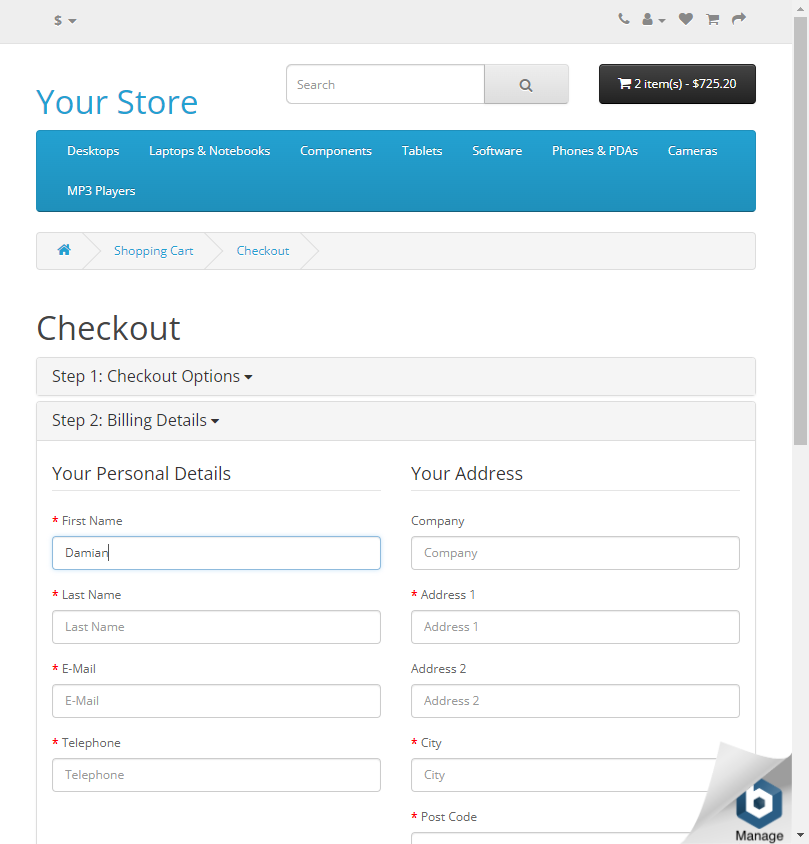 $
Your Store
Search
2 item(s) - $725.20
Desktops Laptops & Notebooks Components Tablets Software Phones & PDAs Cameras
MP3 Players
Shopping Cart Checkout
Checkout
Step 1: Checkout Options
Step 2: Billing Details
Your Personal Details
* First Name
Damian
* Last Name
Last Name
* E-Mail
E-Mail
* Telephone
Telephone
Your Address
Company
Company
* Address 1
Address 1
Address 2
Address 2
* City
City
* Post Code
Manage